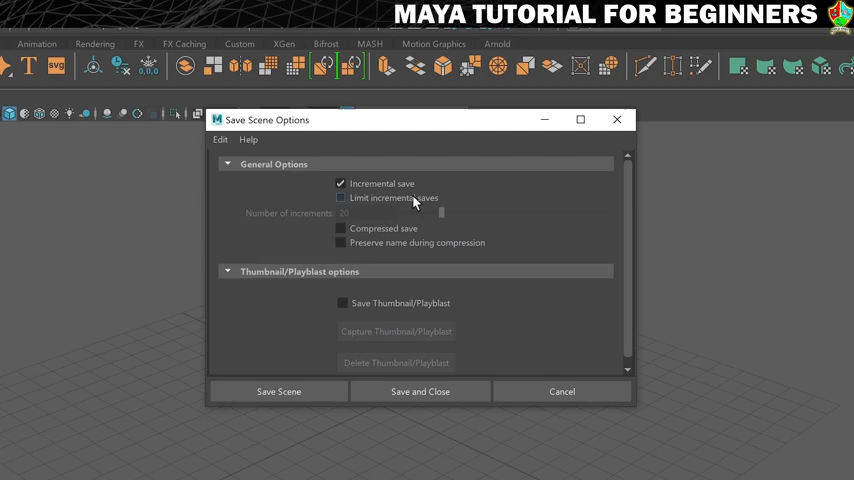 MAYA TUTORIAL FOR BEGINNERS
Animation Rendering FX FX Caching Custom XGen Bifrost MASH Motion Graphics Arnold
T SVG 0,0,0
M Save Scene Options
Edit Help
General Options
Incremental save
Limit incremental saves
Number of increments: 20
Compressed save
Preserve name during compression
Thumbnail/Playblast options
Save Thumbnail/Playblast
Capture Thumbnail/Playblast
Delete Thumbnail/Playblast
Save Scene Save and Close Cancel